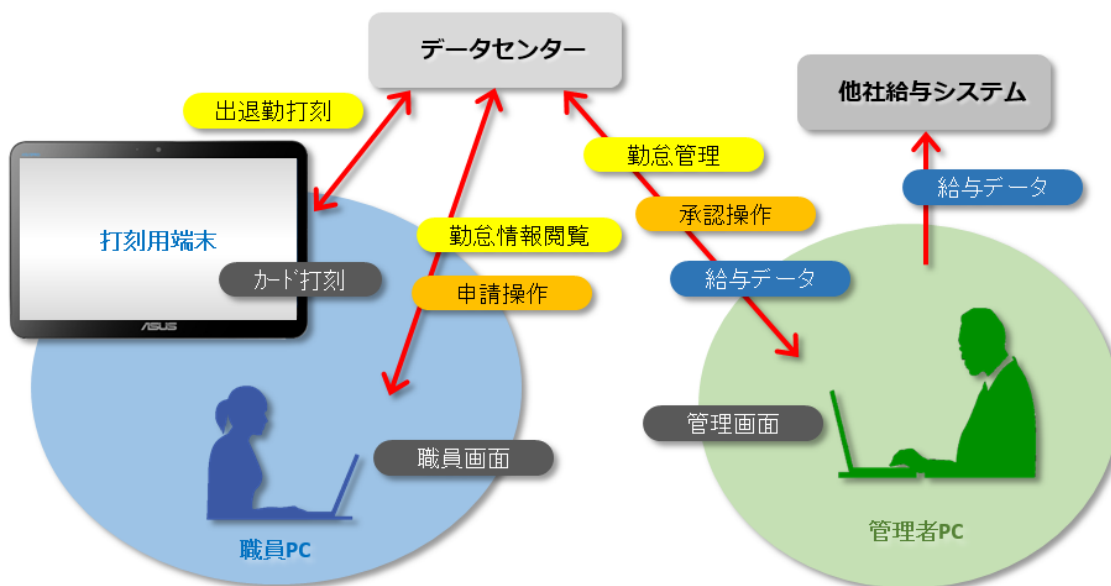 データセンター
他社給与システム
出退勤打刻
勤怠管理
給与データ
承認操作
打刻用端末
勤怠情報閲覧
カード打刻
給与データ
申請操作
ASUS
管理画面
職員画面
職員PC
管理者PC